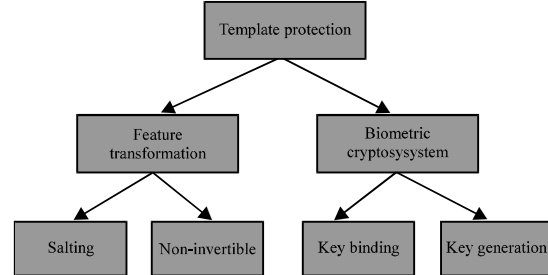 Template protection
Feature
transformation
Biometric
cryptosysystem
Salting
Non-invertible
Key binding
Key generation